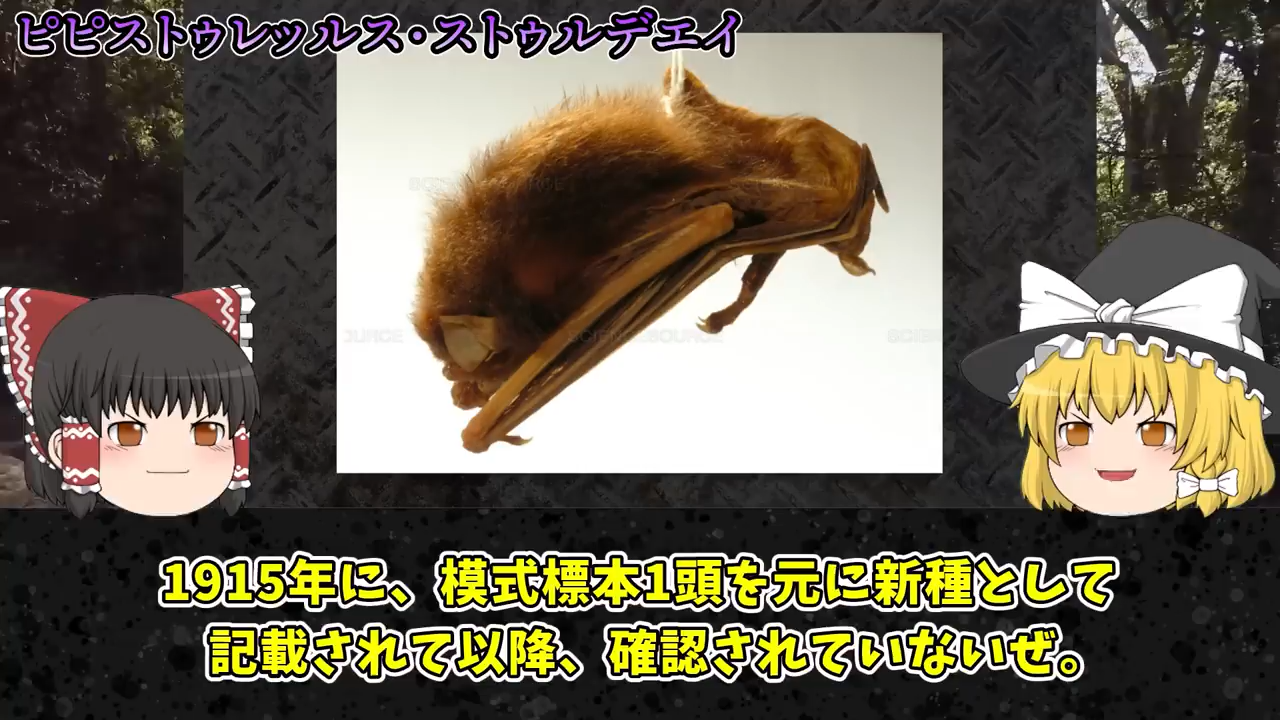 ピピストゥレッルス・ストゥルデエイ
1915年に、模式標本1頭を元に新種として
記載されて以降、確認されていないぜ。